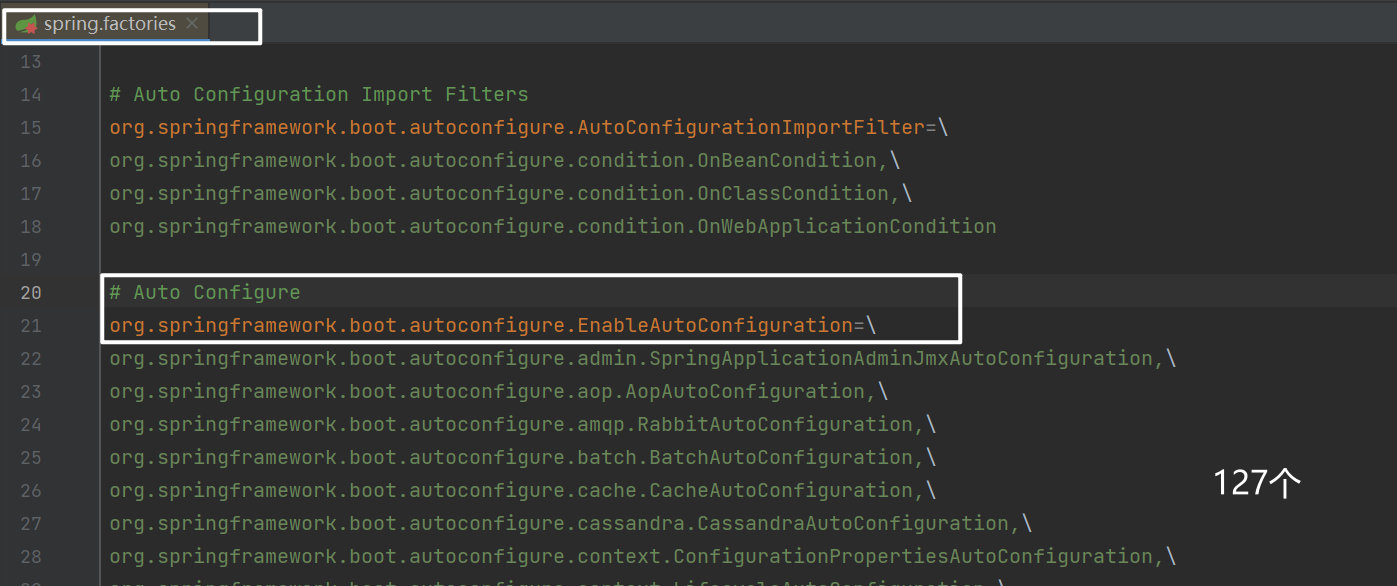 spring.factories
13
14 # Auto Configuration Import Filters
15 org.springframework.boot.autoconfigure.AutoConfigurationImportFilter=\
16 org.springframework.boot.autoconfigure.condition.OnBeanCondition,\
17 org.springframework.boot.autoconfigure.condition.OnClassCondition,\
18 org.springframework.boot.autoconfigure.condition.OnWebApplicationCondition
19
20 # Auto Configure
21 org.springframework.boot.autoconfigure.EnableAutoConfiguration=\
22 org.springframework.boot.autoconfigure.admin.SpringApplicationAdminJmxAutoConfiguration,\
23 org.springframework.boot.autoconfigure.aop.AopAutoConfiguration,\
24 org.springframework.boot.autoconfigure.amqp.RabbitAutoConfiguration,\
25 org.springframework.boot.autoconfigure.batch.BatchAutoConfiguration,\
26 org.springframework.boot.autoconfigure.cache.CacheAutoConfiguration,\
127个
27 org.springframework.boot.autoconfigure.cassandra.CassandraAutoConfiguration,\
28 org.springframework.boot.autoconfigure.context.ConfigurationPropertiesAutoConfiguration,\